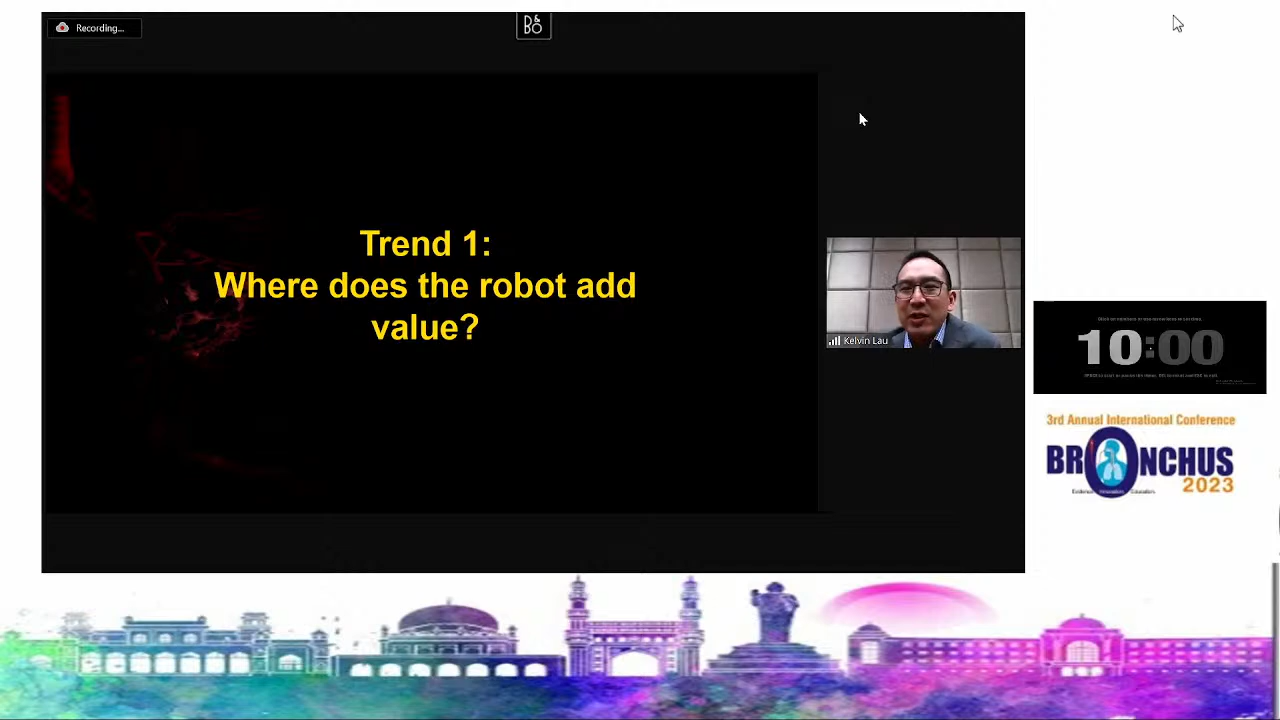 Recording...
B&O
Trend 1:
Where does the robot add
value?
Kelvin Lau
10:00
3rd Annual International Conference
BRONCHUS
2023